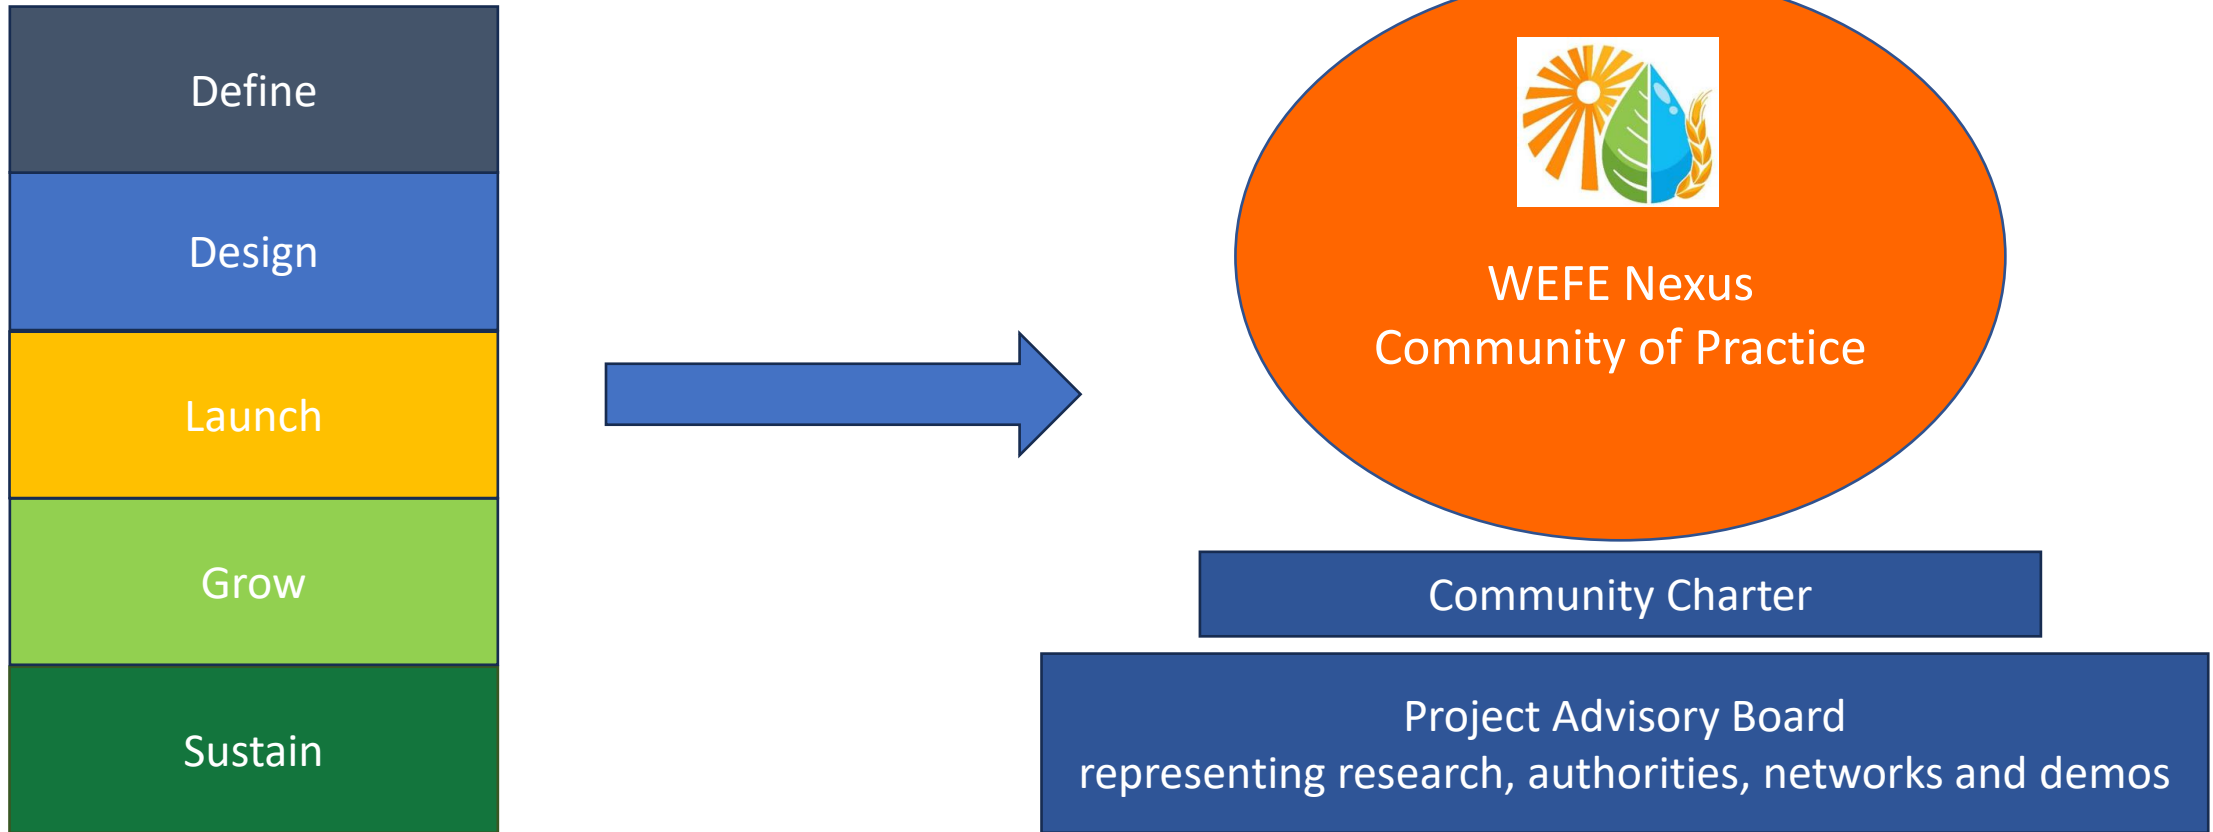 Define
Design
Launch
Grow
Sustain
WEFE Nexus
Community of Practice
Community Charter
Project Advisory Board
representing research, authorities, networks and demos